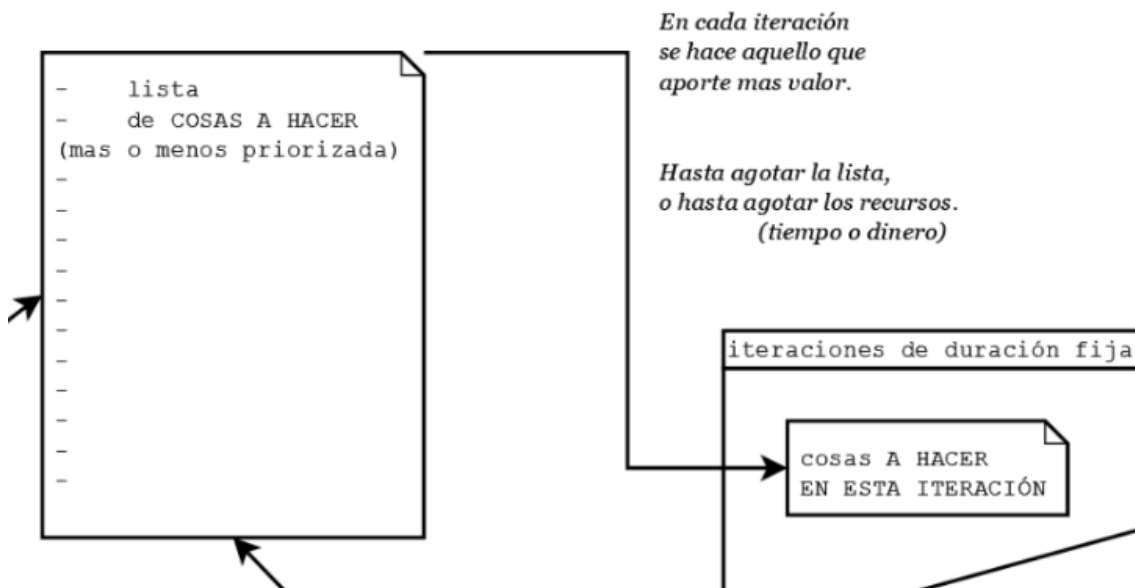 - lista
- de COSAS A HACER
(mas o menos priorizada)
-
-
-
-
-
-
-
-
-
-
-
En cada iteración
se hace aquello que
aporte mas valor.
Hasta agotar la lista,
o hasta agotar los recursos.
(tiempo o dinero)
iteraciones de duración fija
cosas A HACER
EN ESTA ITERACIÓN